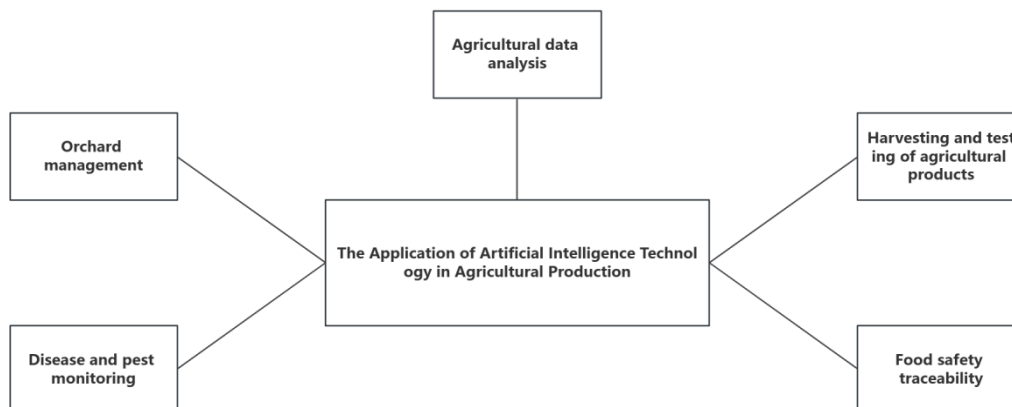 Agricultural data
analysis
Orchard
management
Harvesting and test
ing of agricultural
products
The Application of Artificial Intelligence Technol
ogy in Agricultural Production
Disease and pest
monitoring
Food safety
traceability